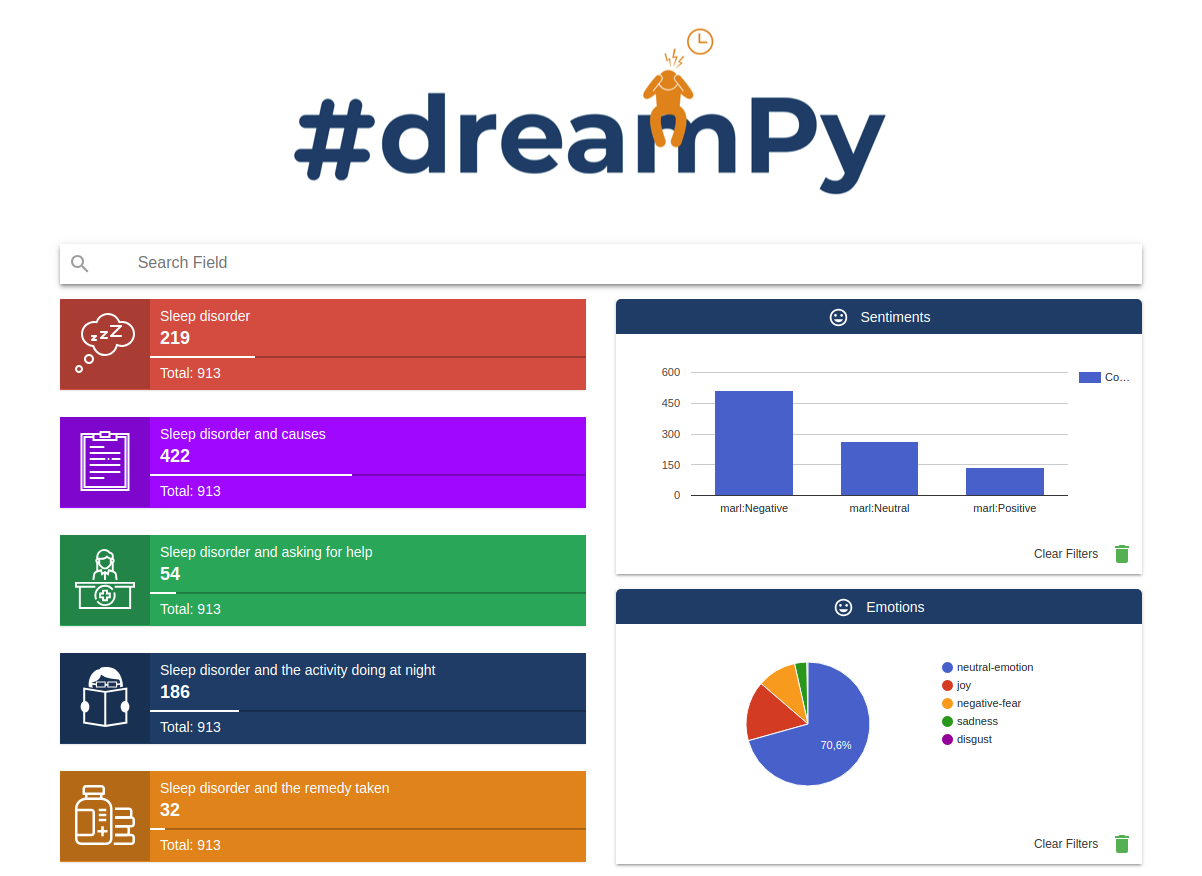 #dreamPy
Search Field
Sleep disorder
219
Total: 913
Sleep disorder and causes
422
Total: 913
Sleep disorder and asking for help
54
Total: 913
Sleep disorder and the activity doing at night
186
Total: 913
Sleep disorder and the remedy taken
32
Total: 913
Sentiments
600
450
300
150
0
marl:Negative
marl:Neutral
marl:Positive
Co…
Clear Filters
Emotions
70,6%
neutral-emotion
joy
negative-fear
sadness
disgust
Clear Filters